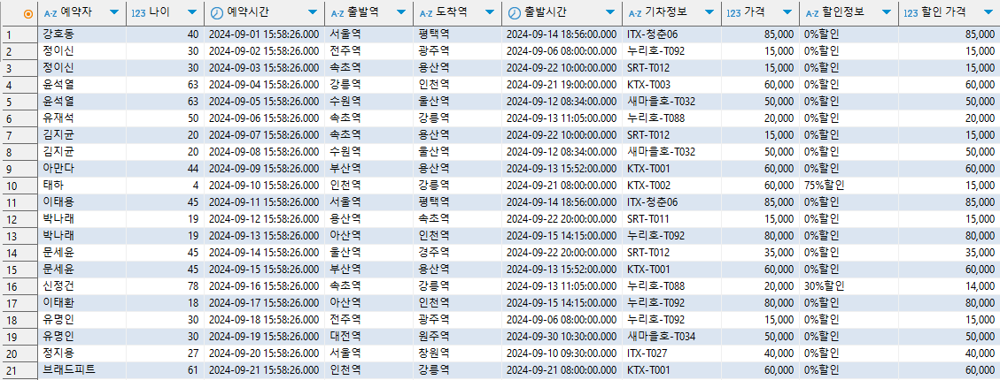 A-Z 예약자 123 나이 예약시간 A-Z 출발역 A-Z 도착역 출발시간 A-Z 기차정보 123 가격 A-Z 할인정보 123 할인 가격
1 강호동 40 2024-09-01 15:58:26.000 서울역 평택역 2024-09-14 18:56:00.000 ITX-청춘06 85,000 0%할인 85,000
2 정이신 30 2024-09-02 15:58:26.000 전주역 광주역 2024-09-06 08:00:00.000 누리호-T092 15,000 0%할인 15,000
3 정이신 30 2024-09-03 15:58:26.000 속초역 용산역 2024-09-22 10:00:00.000 SRT-T012 15,000 0%할인 15,000
4 윤석열 63 2024-09-04 15:58:26.000 강릉역 인천역 2024-09-21 19:00:00.000 KTX-T003 60,000 0%할인 60,000
5 윤석열 63 2024-09-05 15:58:26.000 수원역 울산역 2024-09-12 08:34:00.000 새마을호-T032 50,000 0%할인 50,000
6 유재석 50 2024-09-06 15:58:26.000 속초역 강릉역 2024-09-13 11:05:00.000 누리호-T088 20,000 0%할인 20,000
7 김지균 20 2024-09-07 15:58:26.000 속초역 용산역 2024-09-22 10:00:00.000 SRT-T012 15,000 0%할인 15,000
8 김지균 20 2024-09-08 15:58:26.000 수원역 울산역 2024-09-12 08:34:00.000 새마을호-T032 50,000 0%할인 50,000
9 아만다 44 2024-09-09 15:58:26.000 부산역 용산역 2024-09-13 15:52:00.000 KTX-T001 60,000 0%할인 60,000
10 태하 4 2024-09-10 15:58:26.000 인천역 강릉역 2024-09-21 08:00:00.000 KTX-T002 60,000 75%할인 15,000
11 이태용 45 2024-09-11 15:58:26.000 서울역 평택역 2024-09-14 18:56:00.000 ITX-청춘06 85,000 0%할인 85,000
12 박나래 19 2024-09-12 15:58:26.000 용산역 속초역 2024-09-22 20:00:00.000 SRT-T011 15,000 0%할인 15,000
13 박나래 19 2024-09-13 15:58:26.000 아산역 인천역 2024-09-15 14:15:00.000 누리호-T092 80,000 0%할인 80,000
14 문세윤 45 2024-09-14 15:58:26.000 울산역 경주역 2024-09-22 22:00:00.000 SRT-T002 35,000 0%할인 35,000
15 문세윤 45 2024-09-15 15:58:26.000 부산역 용산역 2024-09-13 15:52:00.000 KTX-T001 60,000 0%할인 60,000
16 신정건 78 2024-09-16 15:58:26.000 속초역 강릉역 2024-09-13 11:05:00.000 누리호-T088 20,000 30%할인 14,000
17 이태환 18 2024-09-17 15:58:26.000 아산역 인천역 2024-09-15 14:15:00.000 누리호-T092 80,000 0%할인 80,000
18 유명인 30 2024-09-18 15:58:26.000 전주역 광주역 2024-09-06 08:00:00.000 누리호-T092 15,000 0%할인 15,000
19 유명인 30 2024-09-19 15:58:26.000 대전역 원주역 2024-09-30 10:30:00.000 새마을호-T034 50,000 0%할인 50,000
20 정지용 27 2024-09-20 15:58:26.000 서울역 창원역 2024-09-10 09:30:00.000 ITX-T027 40,000 0%할인 40,000
21 브래드피트 61 2024-09-21 15:58:26.000 인천역 강릉역 2024-09-21 08:00:00.000 KTX-T001 60,000 0%할인 60,000